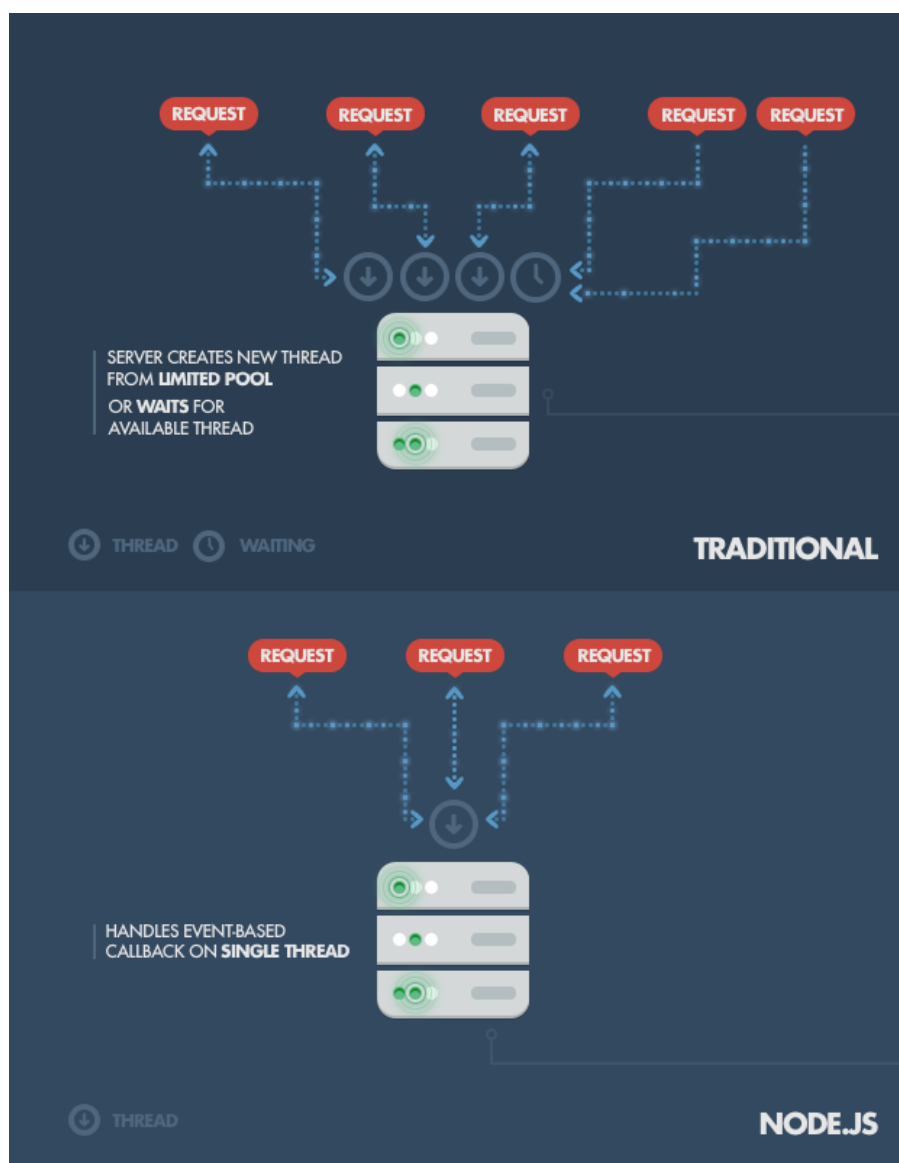 REQUEST
REQUEST
REQUEST
REQUEST
REQUEST
SERVER CREATES NEW THREAD
FROM LIMITED POOL
OR WAITS FOR
AVAILABLE THREAD
THREAD
WAITING
TRADITIONAL
REQUEST
REQUEST
REQUEST
HANDLES EVENT-BASED
CALLBACK ON SINGLE THREAD
THREAD
NODE.JS